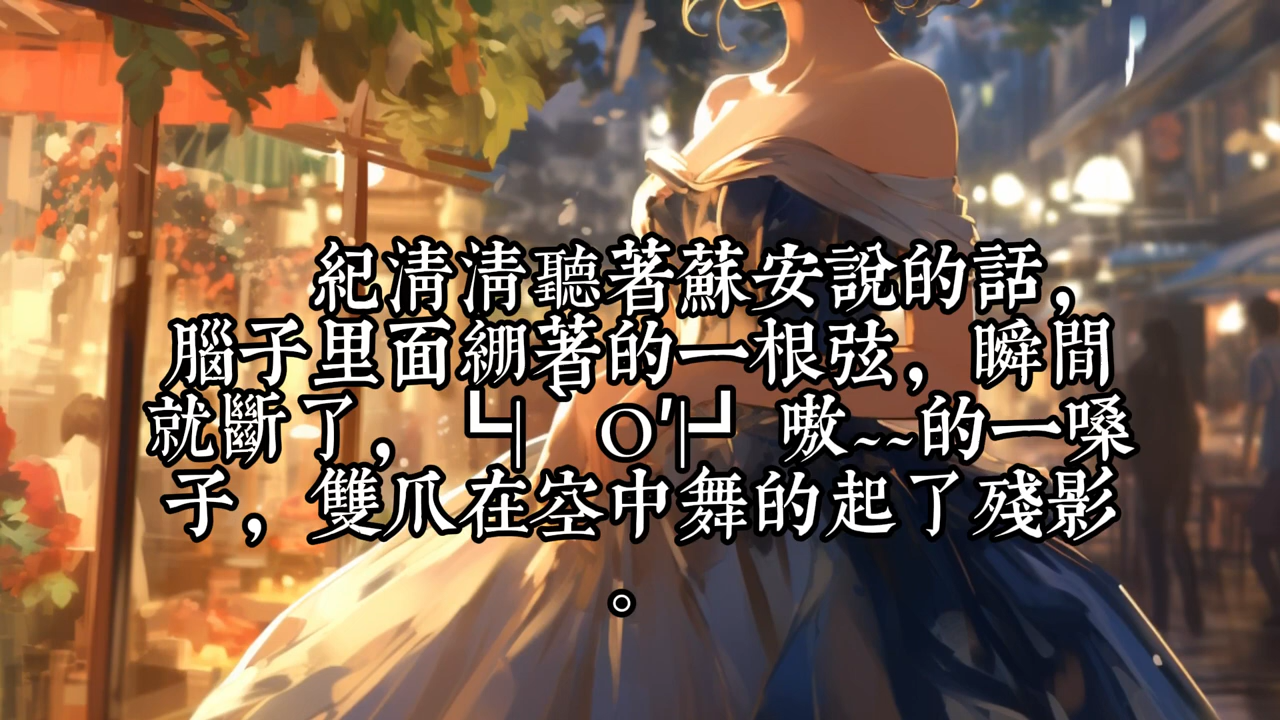 紀清清聽著蘇安說的話，
腦子里面綳著的一根弦，瞬間
就斷了，┗|｀O′|┛ 嗷~~的一嗓
子，雙爪在空中舞的起了殘影
。